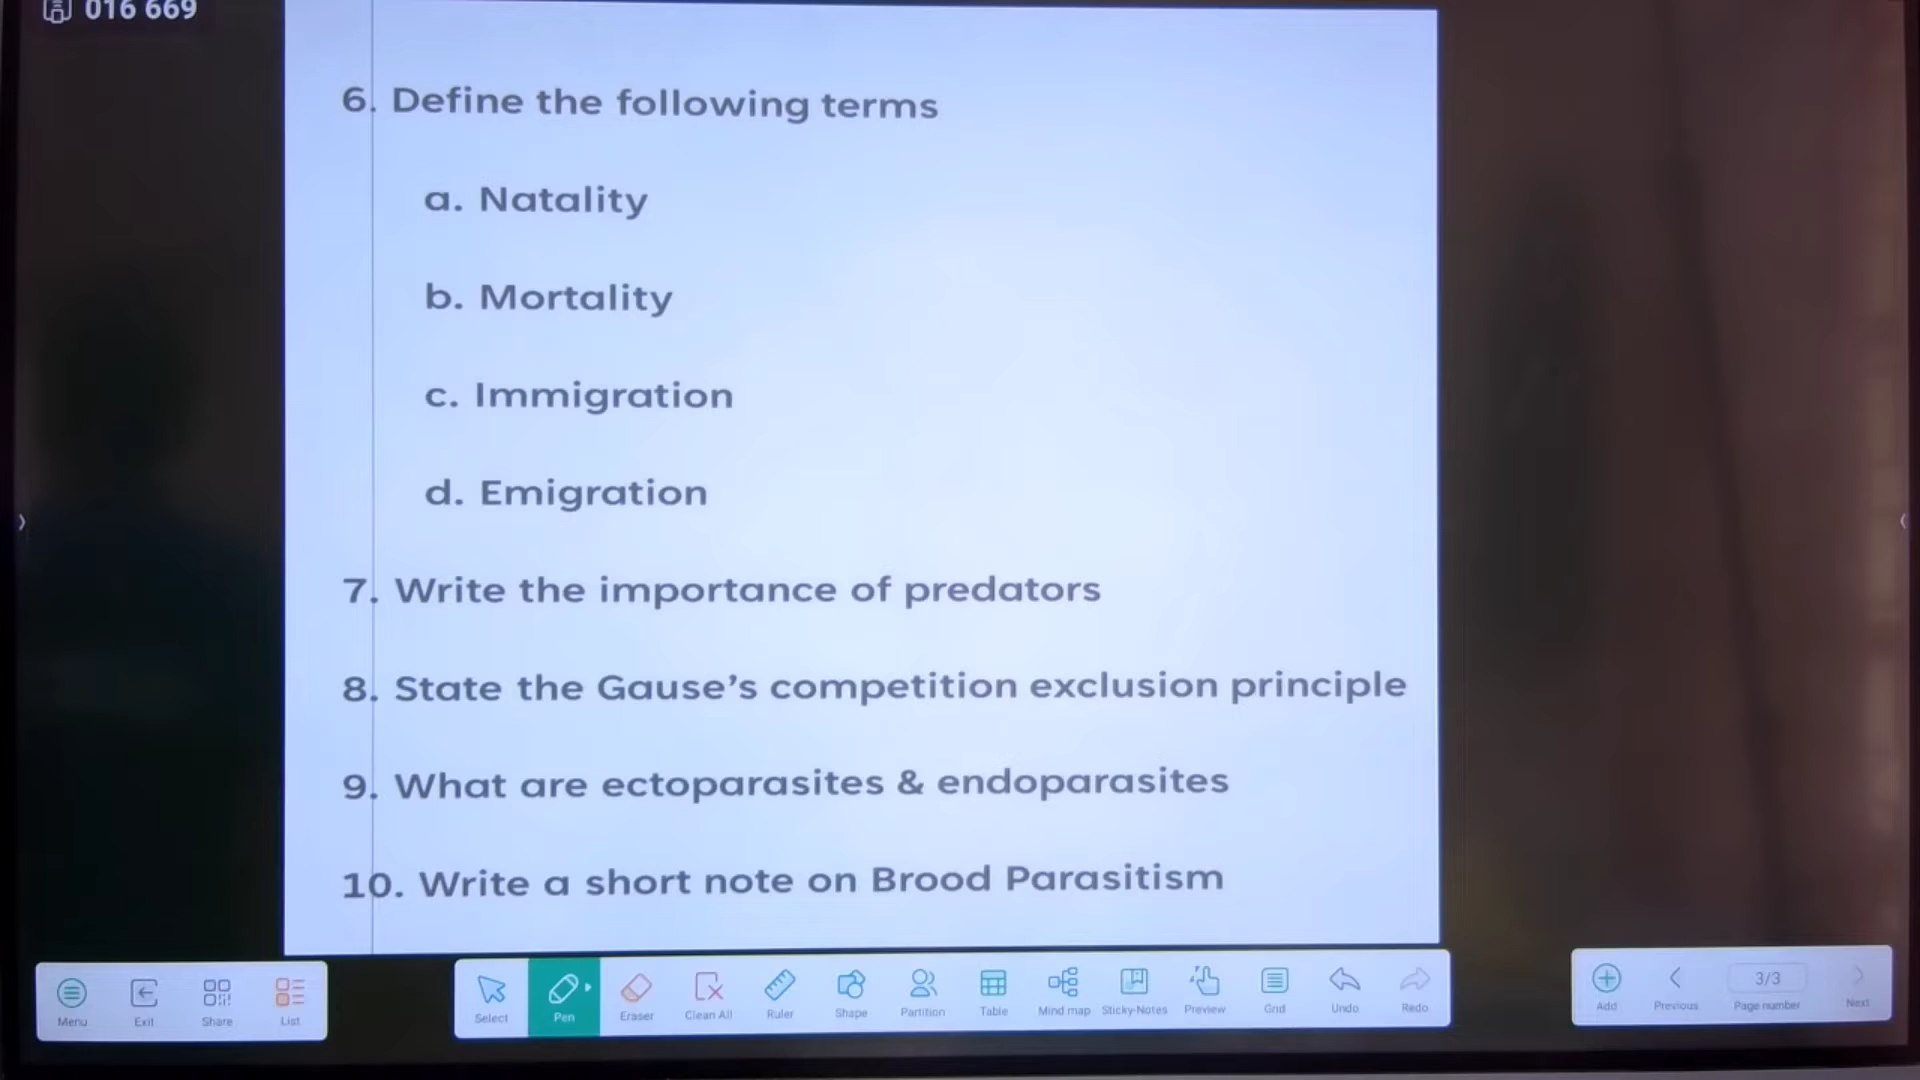 016 669
6. Define the following terms
a. Natality
b. Mortality
c. Immigration
d. Emigration
7. Write the importance of predators
8. State the Gause's competition exclusion principle
9. What are ectoparasites & endoparasites
10. Write a short note on Brood Parasitism
Menu Exit Share List
Select Pen Eraser Clean All Ruler Shape Partition Table Mind map Sticky-Notes Preview Grid Undo Redo
3/3
Add Previous Page number Next